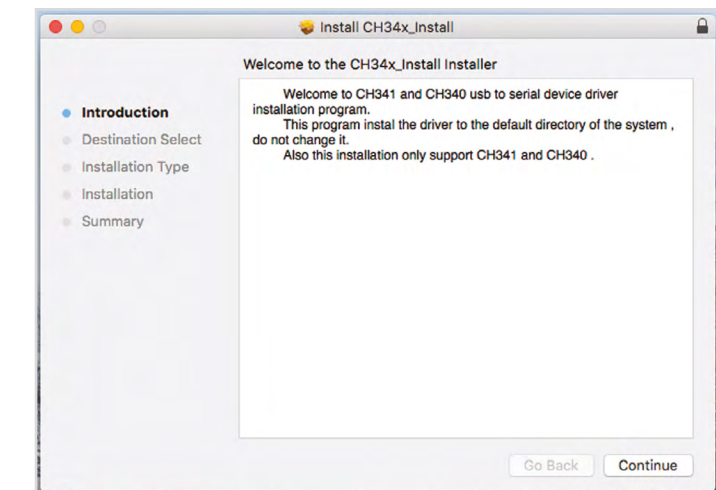 Install CH34x_Install
Welcome to the CH34x_Install Installer
Introduction
Destination Select
Installation Type
Installation
Summary
Welcome to CH341 and CH340 usb to serial device driver
installation program.
This program instal the driver to the default directory of the system ,
do not change it.
Also this installation only support CH341 and CH340 .
Go Back
Continue